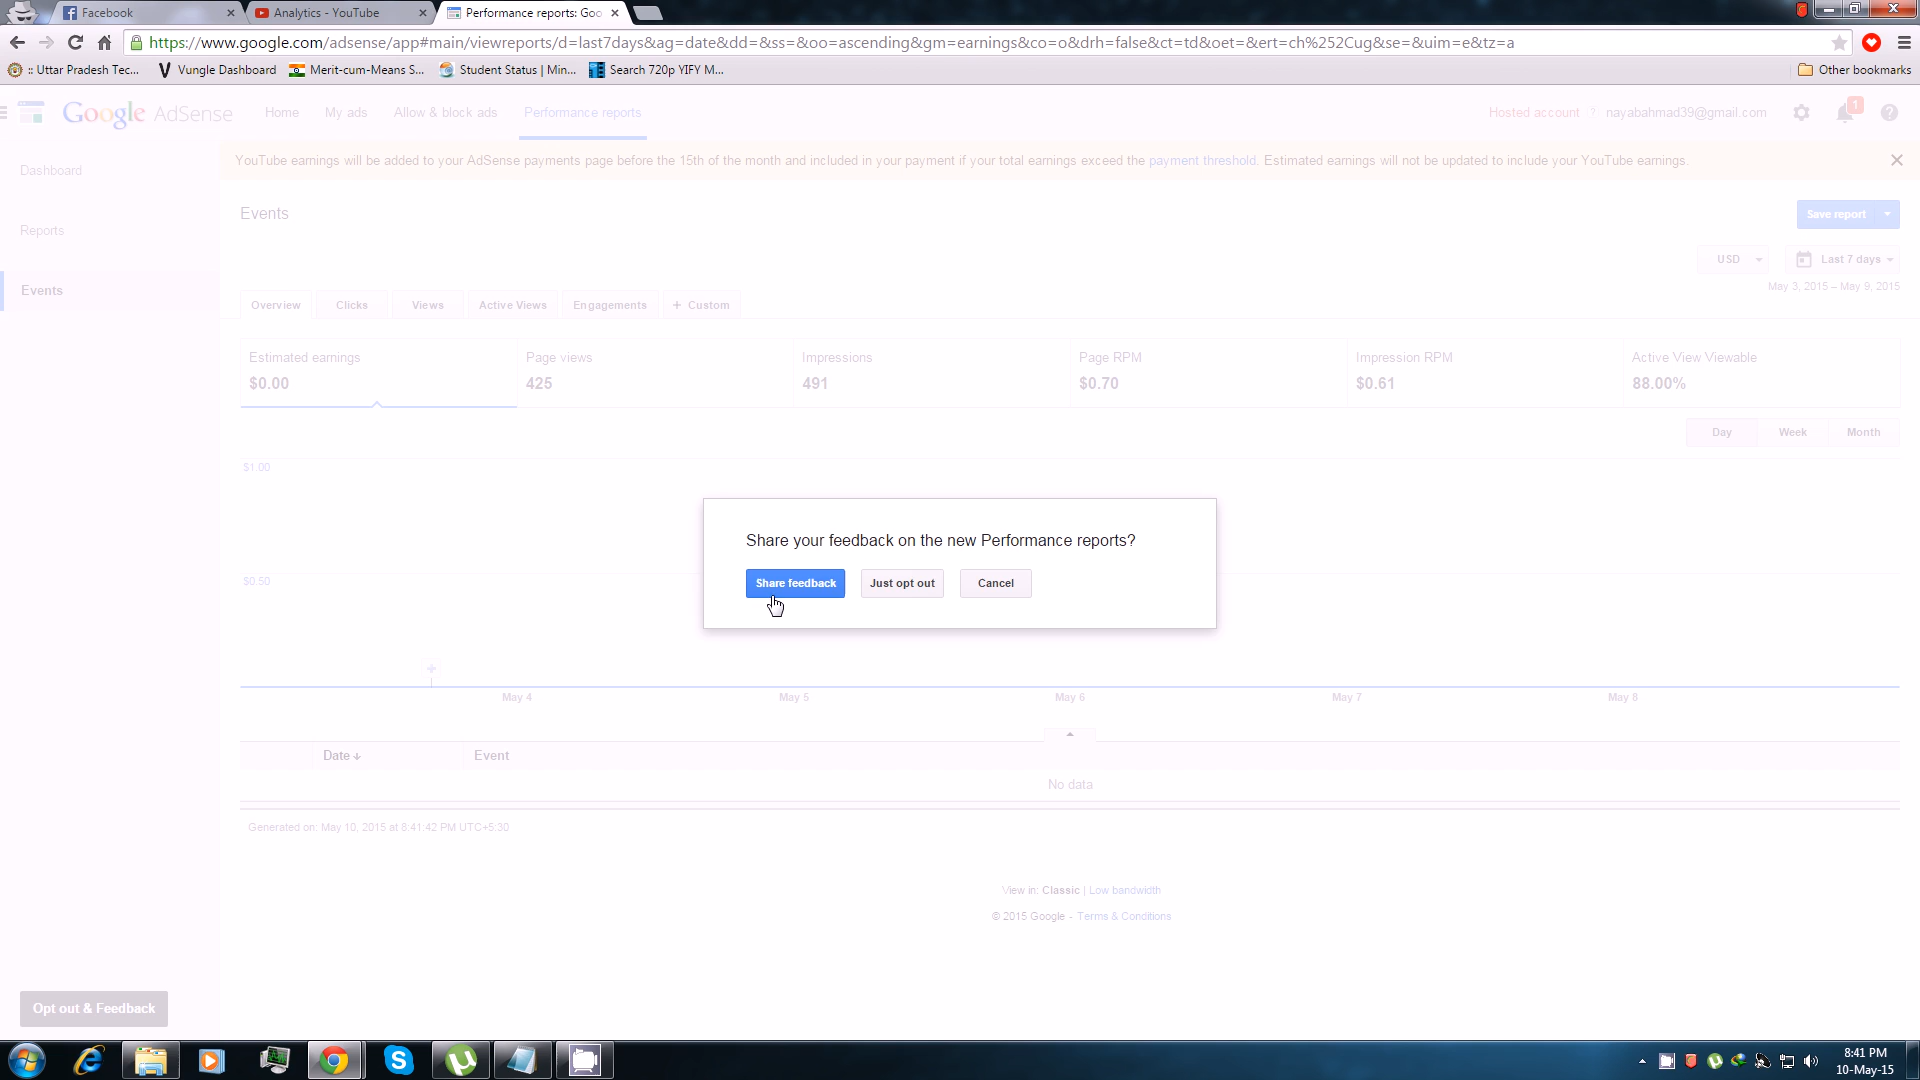 Facebook
Analytics - YouTube
Performance reports: Goo
https://www.google.com/adsense/app#main/viewreports/d=last7days&ag=date&dd=&ss=&oo=ascending&gm=earnings&co=o&drh=false&ct=td&oet=&ert=ch%252Cug&se=&uim=e&tz=a
:: Uttar Pradesh Tec...
Vungle Dashboard
Merit-cum-Means S...
Student Status | Min...
Search 720p YIFY M...
Other bookmarks
Google AdSense
Home
My ads
Allow & block ads
Performance reports
Hosted account
?
nayabahmad39@gmail.com
1
?
YouTube earnings will be added to your AdSense payments page before the 15th of the month and included in your payment if your total earnings exceed the payment threshold. Estimated earnings will not be updated to include your YouTube earnings.
Dashboard
Reports
Events
Events
Save report
USD
Last 7 days
May 3, 2015 – May 9, 2015
Overview
Clicks
Views
Active Views
Engagements
+ Custom
Estimated earnings
$0.00
Page views
425
Impressions
491
Page RPM
$0.70
Impression RPM
$0.61
Active View Viewable
88.00%
Day
Week
Month
$1.00
$0.50
Share your feedback on the new Performance reports?
Share feedback
Just opt out
Cancel
May 4
May 5
May 6
May 7
May 8
Date
Event
No data
Generated on: May 10, 2015 at 8:41:42 PM UTC+5:30
View in: Classic | Low bandwidth
© 2015 Google - Terms & Conditions
Opt out & Feedback
8:41 PM
10-May-15